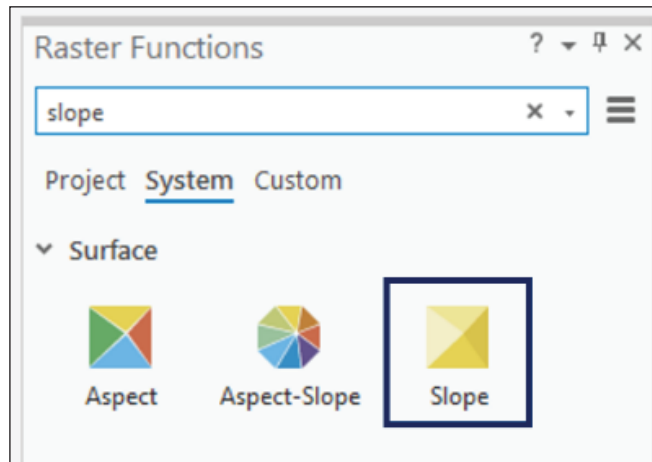 Raster Functions
slope
Project System Custom
Surface
Aspect Aspect-Slope Slope